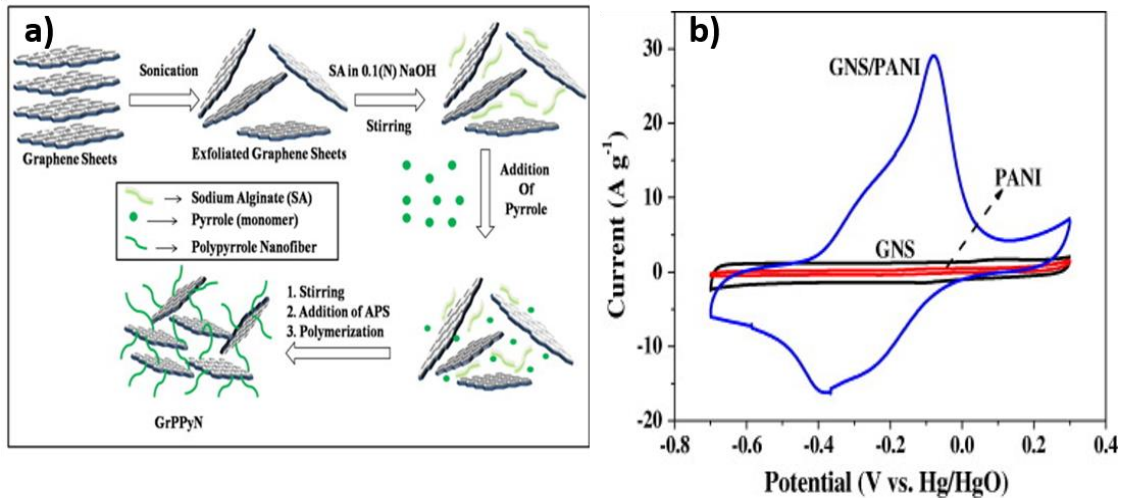 a)
Graphene Sheets
Sonication
Exfoliated Graphene Sheets
SA in 0.1(N) NaOH
Stirring
Addition
Of
Pyrrole
→ Sodium Alginate (SA)
→ Pyrrole (monomer)
→ Polypyrrole Nanofiber
1. Stirring
2. Addition of APS
3. Polymerization
GrPPyN
b)
Current (A g⁻¹)
30
20
10
0
-10
-20
GNS/PANI
PANI
GNS
-0.8 -0.6 -0.4 -0.2 0.0 0.2 0.4
Potential (V vs. Hg/HgO)